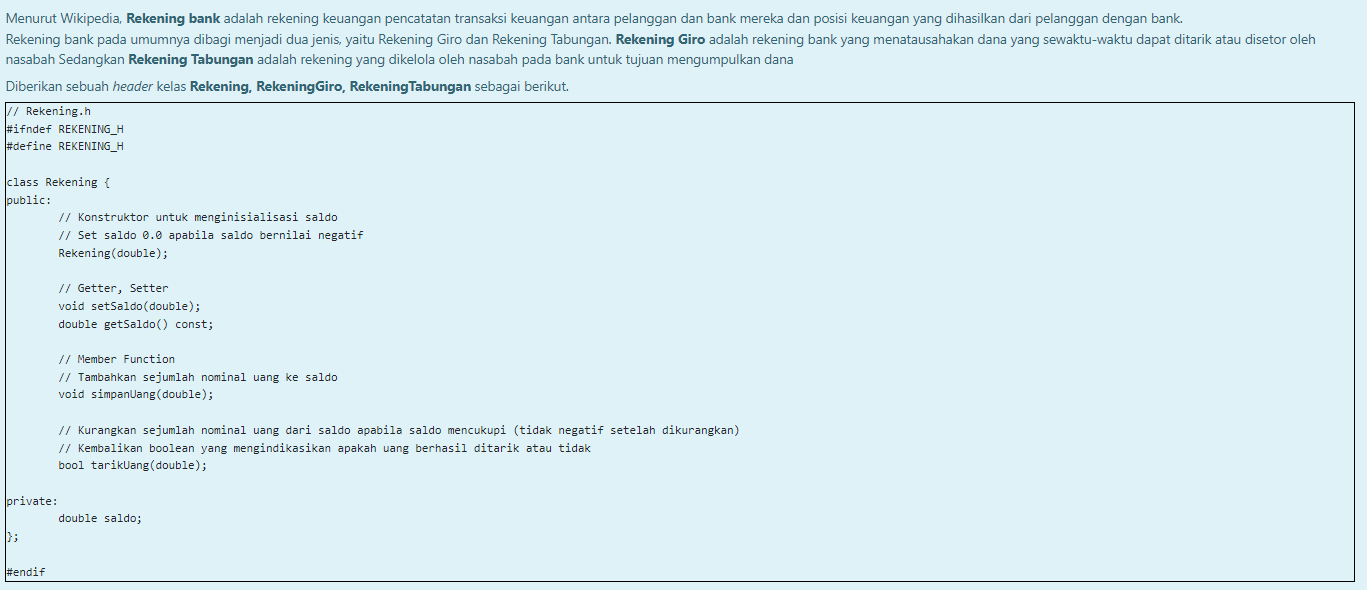 Menurut Wikipedia, Rekening bank adalah rekening keuangan pencatatan transaksi keuangan antara pelanggan dan bank mereka dan posisi keuangan yang dihasilkan dari pelanggan dengan bank.
Rekening bank pada umumnya dibagi menjadi dua jenis, yaitu Rekening Giro dan Rekening Tabungan. Rekening Giro adalah rekening bank yang menatausahakan dana yang sewaktu-waktu dapat ditarik atau disetor oleh
nasabah Sedangkan Rekening Tabungan adalah rekening yang dikelola oleh nasabah pada bank untuk tujuan mengumpulkan dana
Diberikan sebuah header kelas Rekening, RekeningGiro, RekeningTabungan sebagai berikut.
// Rekening.h
#ifndef REKENING_H
#define REKENING_H
class Rekening {
public:
// Konstruktor untuk menginisialisasi saldo
// Set saldo 0.0 apabila saldo bernilai negatif
Rekening(double);
// Getter, Setter
void setSaldo(double);
double getSaldo() const;
// Member Function
// Tambahkan sejumlah nominal uang ke saldo
void simpanUang(double);
// Kurangkan sejumlah nominal uang dari saldo apabila saldo mencukupi (tidak negatif setelah dikurangkan)
// Kembalikan boolean yang mengindikasikan apakah uang berhasil ditarik atau tidak
bool tarikUang(double);
private:
double saldo;
};
#endif